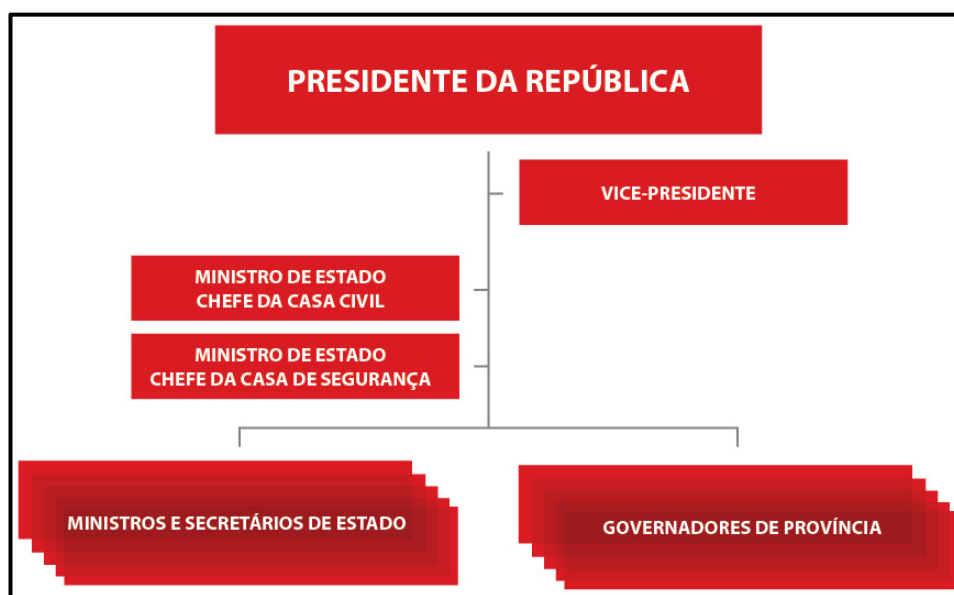 PRESIDENTE DA REPÚBLICA
VICE-PRESIDENTE
MINISTRO DE ESTADO
CHEFE DA CASA CIVIL
MINISTRO DE ESTADO
CHEFE DA CASA DE SEGURANÇA
MINISTROS E SECRETÁRIOS DE ESTADO
GOVERNADORES DE PROVÍNCIA